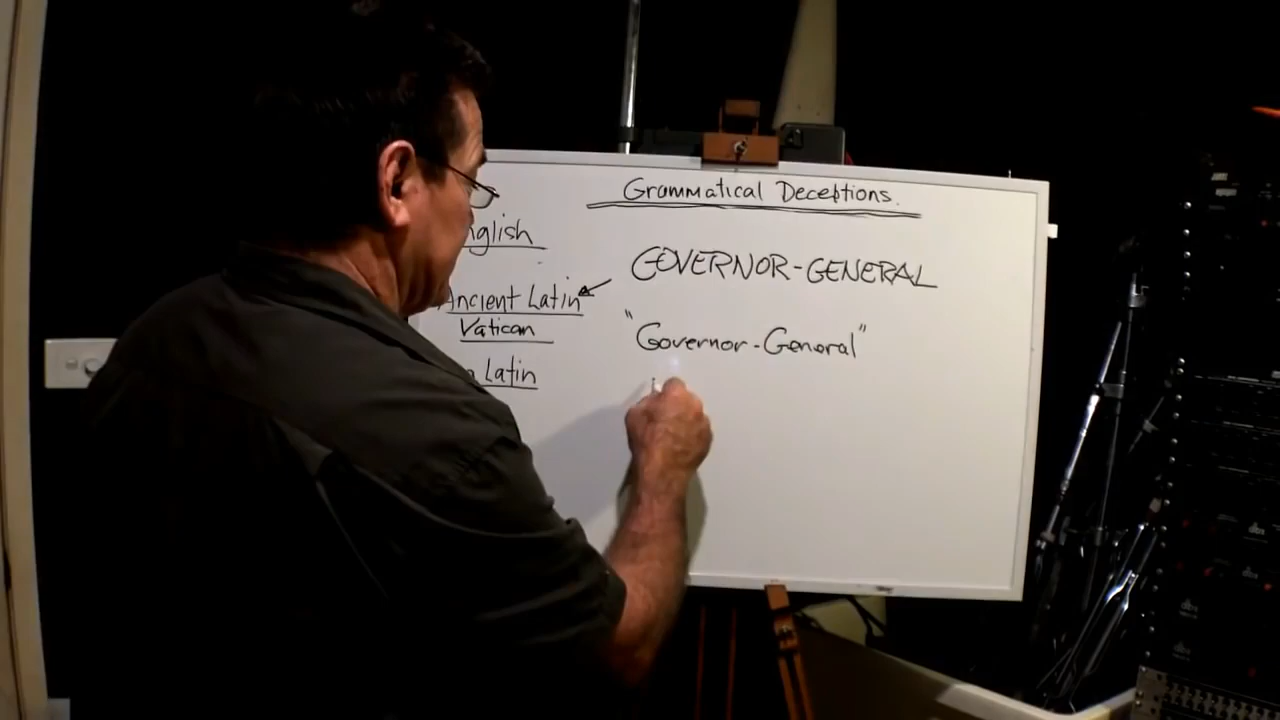 Grammatical Deceptions.
nglish
GOVERNOR-GENERAL
Ancient Latin
Vatican
"Governor-General"
Latin